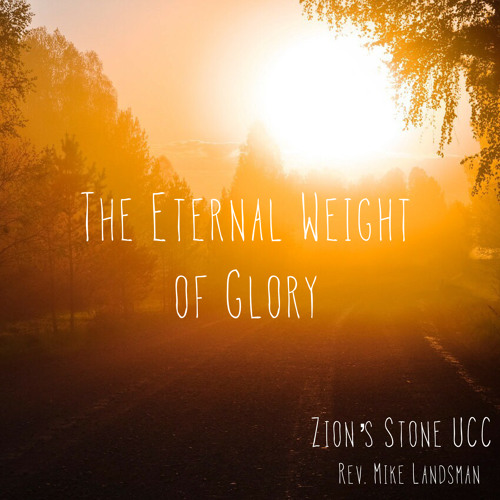 The Eternal Weight
of Glory
Zion's Stone UCC
Rev. Mike Landsman